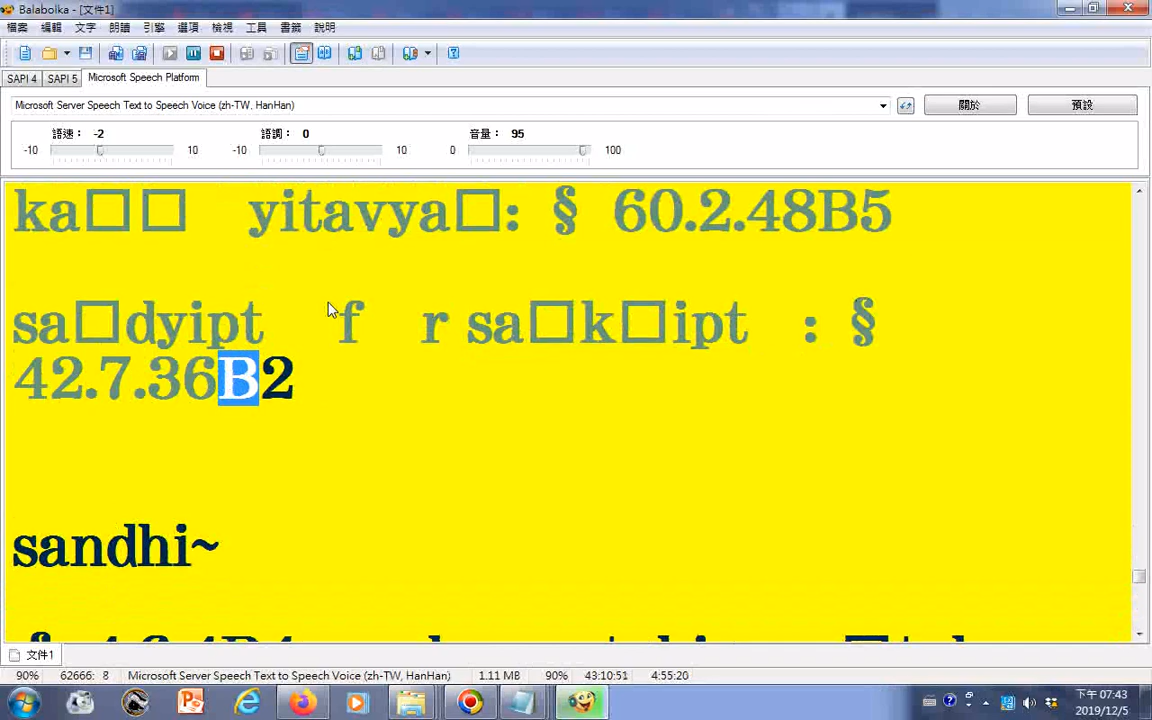 Balabolka - [文件1]
檔案 編輯 文字 朗讀 引擎 選項 檢視 工具 書籤 說明
SAPI 4 SAPI 5 Microsoft Speech Platform
Microsoft Server Speech Text to Speech Voice (zh-TW, HanHan) 關於 預設
語速： -2 語調： 0 音量： 95
-10 10 -10 10 0 100
ka□□ yitavya□: § 60.2.48B5
sa□dyipt f r sa□k□ipt : §
42.7.36B2
sandhi~
文件1
90% 62666: 8 Microsoft Server Speech Text to Speech Voice (zh-TW, HanHan) 1.11 MB 90% 43:10:51 4:55:20
下午 07:43
2019/12/5